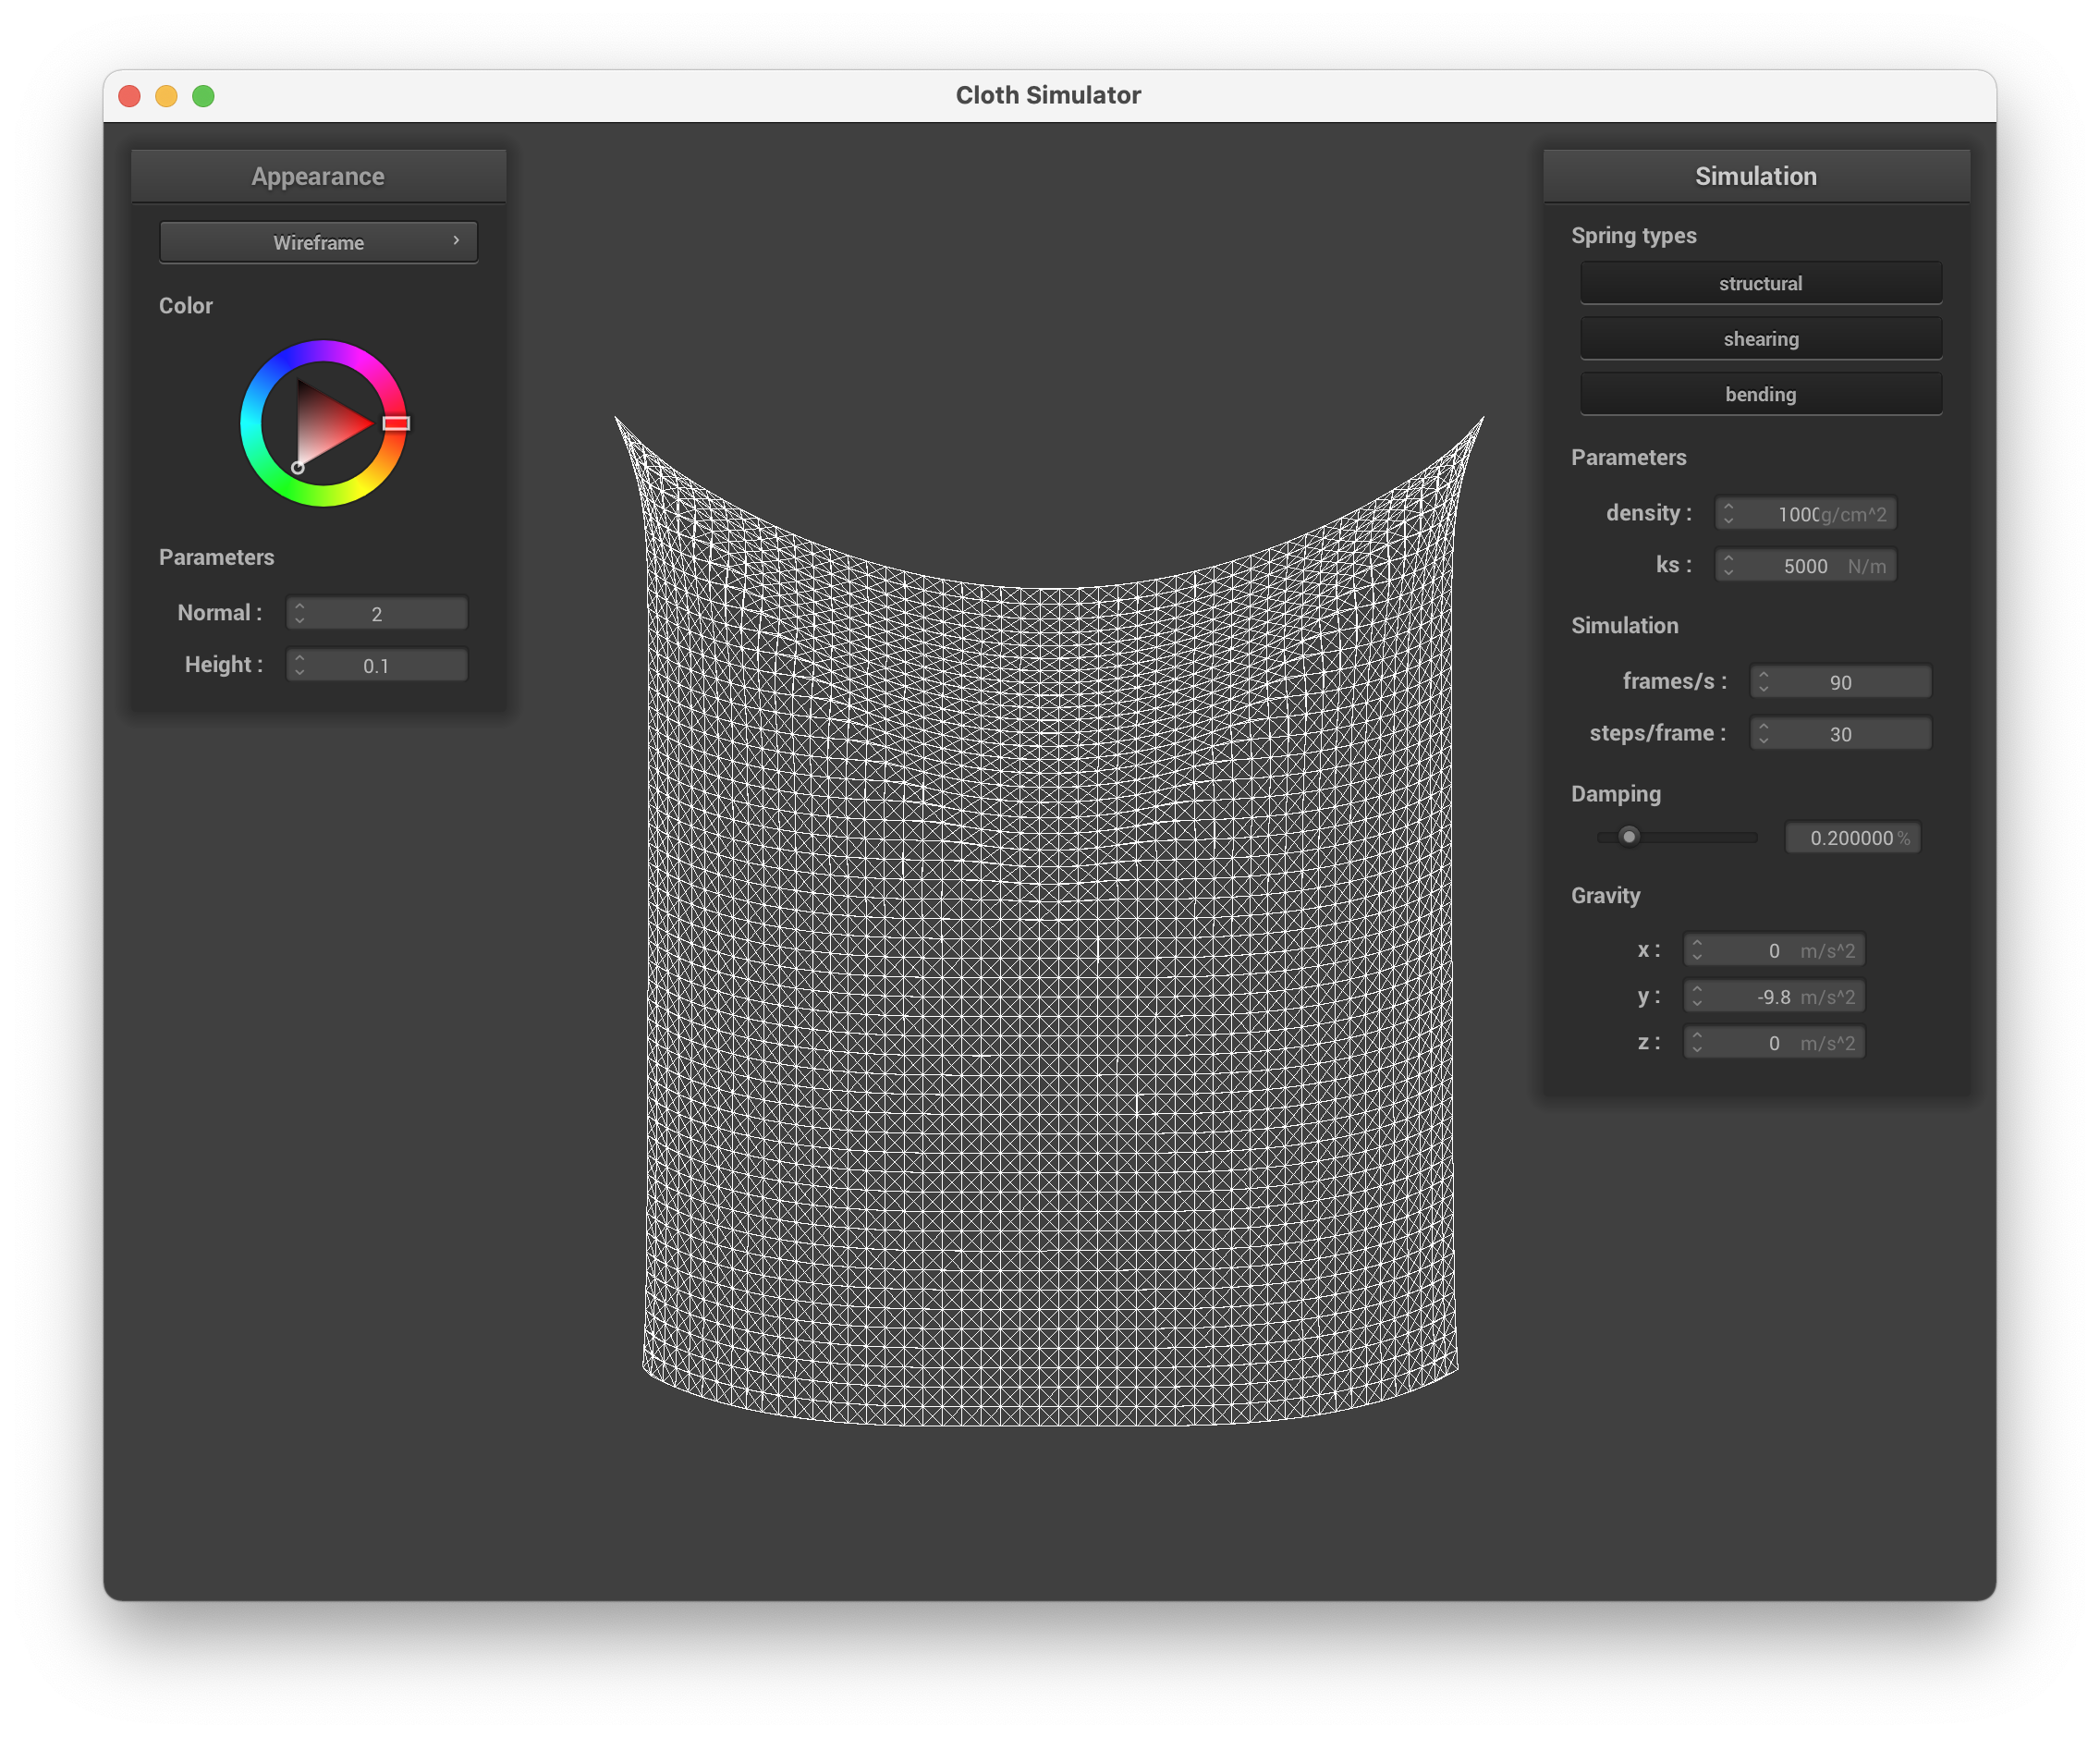 Cloth Simulator
Appearance
Wireframe
Color
Parameters
Normal : 2
Height : 0.1
Simulation
Spring types
structural
shearing
bending
Parameters
density : 1000 g/cm^2
ks : 5000 N/m
Simulation
frames/s : 90
steps/frame : 30
Damping
0.200000 %
Gravity
x : 0 m/s^2
y : -9.8 m/s^2
z : 0 m/s^2